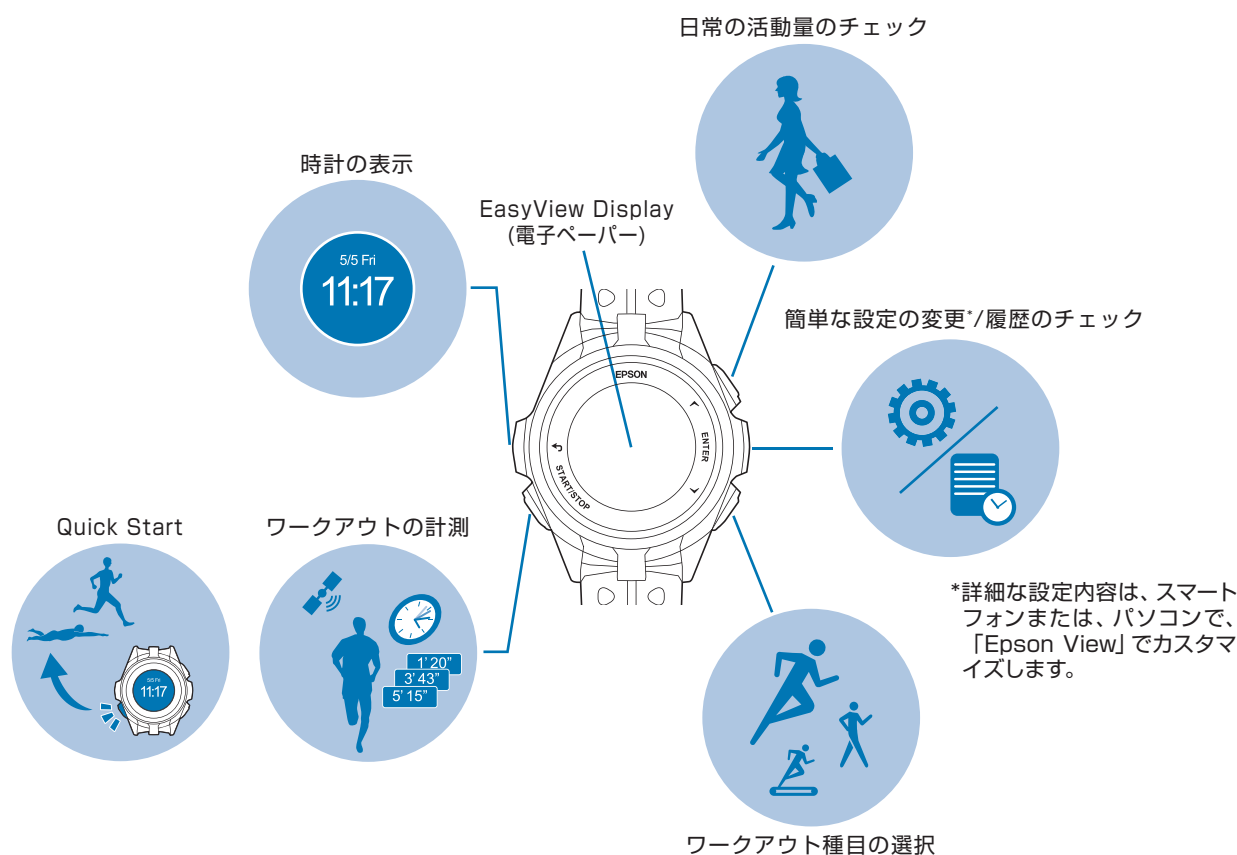 日常の活動量のチェック
時計の表示
5/5 Fri
11:17
EasyView Display
(電子ペーパー)
簡単な設定の変更*/履歴のチェック
EPSON
ENTER
START/STOP
Quick Start
5/5 Fri
11:17
ワークアウトの計測
1' 20"
3' 43"
5' 15"
*詳細な設定内容は、スマート
フォンまたは、パソコンで、
「Epson View」でカスタマ
イズします。
ワークアウト種目の選択